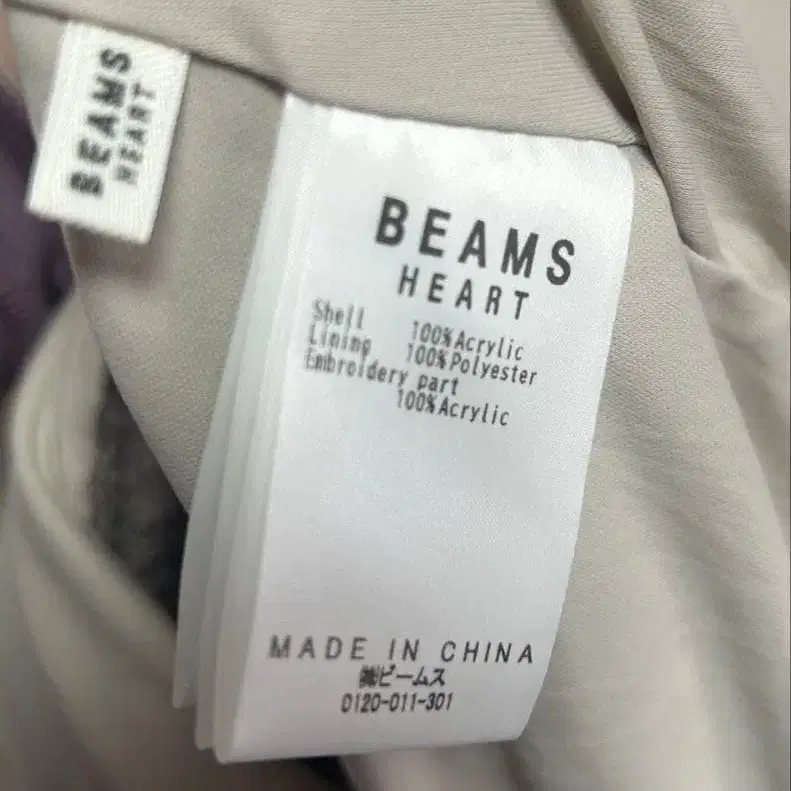 BEAMS
HEART
BEAMS
HEART
Shell 100%Acrylic
Lining 100%Polyester
Embroidery part
100%Acrylic
MADE IN CHINA
㈱ビームス
0120-011-301